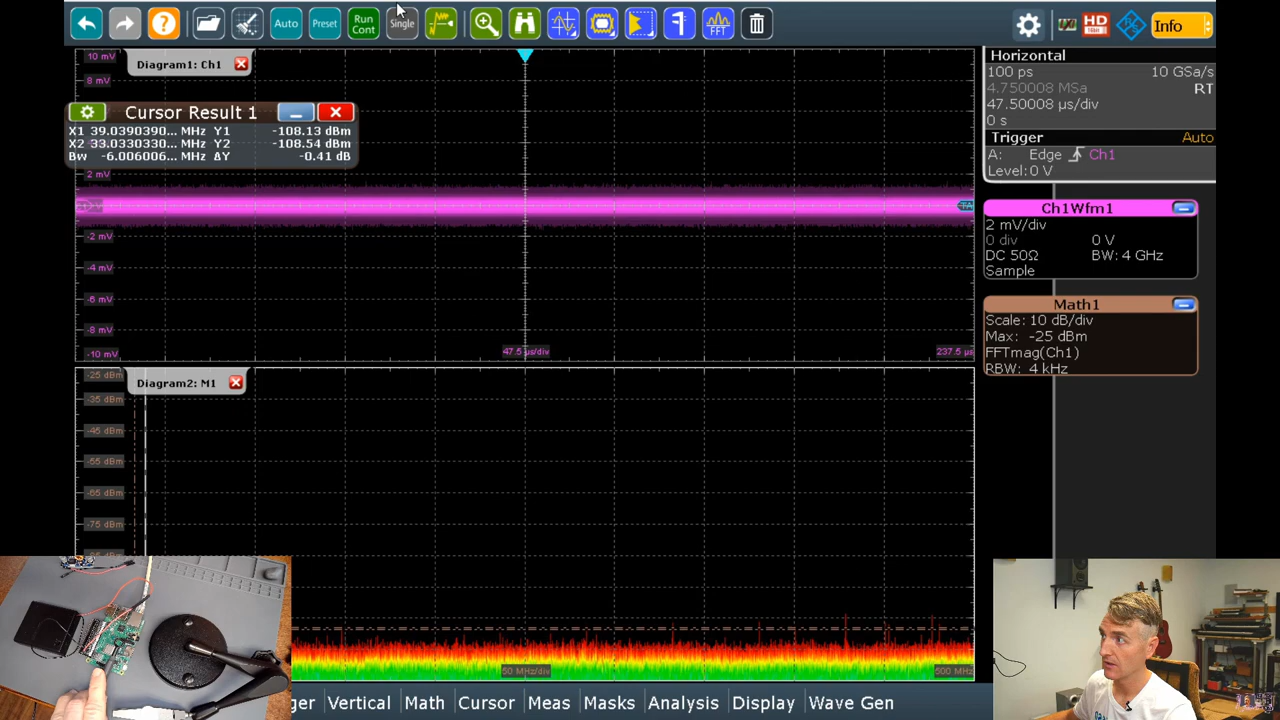 Auto
Preset
Run
Cont
Single
FFT
HD
Info
10 mV
8 mV
2 mV
-2 mV
-4 mV
-6 mV
-8 mV
-10 mV
Diagram1: Ch1
Cursor Result 1
X1 39.0390390... MHz Y1 -108.13 dBm
X2 33.0330330... MHz Y2 -108.54 dBm
Bw -6.006006... MHz ΔY -0.41 dB
47.5 µs/div
237.5 µs
TA
Horizontal
100 ps 10 GSa/s
4.750008 MSa RT
47.50008 µs/div
0 s
Trigger Auto
A: Edge Ch1
Level: 0 V
Ch1Wfm1
2 mV/div
0 div 0 V
DC 50Ω BW: 4 GHz
Sample
Math1
Scale: 10 dB/div
Max: -25 dBm
FFTmag(Ch1)
RBW: 4 kHz
Diagram2: M1
-25 dBm
-35 dBm
-45 dBm
-55 dBm
-65 dBm
-75 dBm
50 MHz/div
500 MHz
ger Vertical Math Cursor Meas Masks Analysis Display Wave Gen